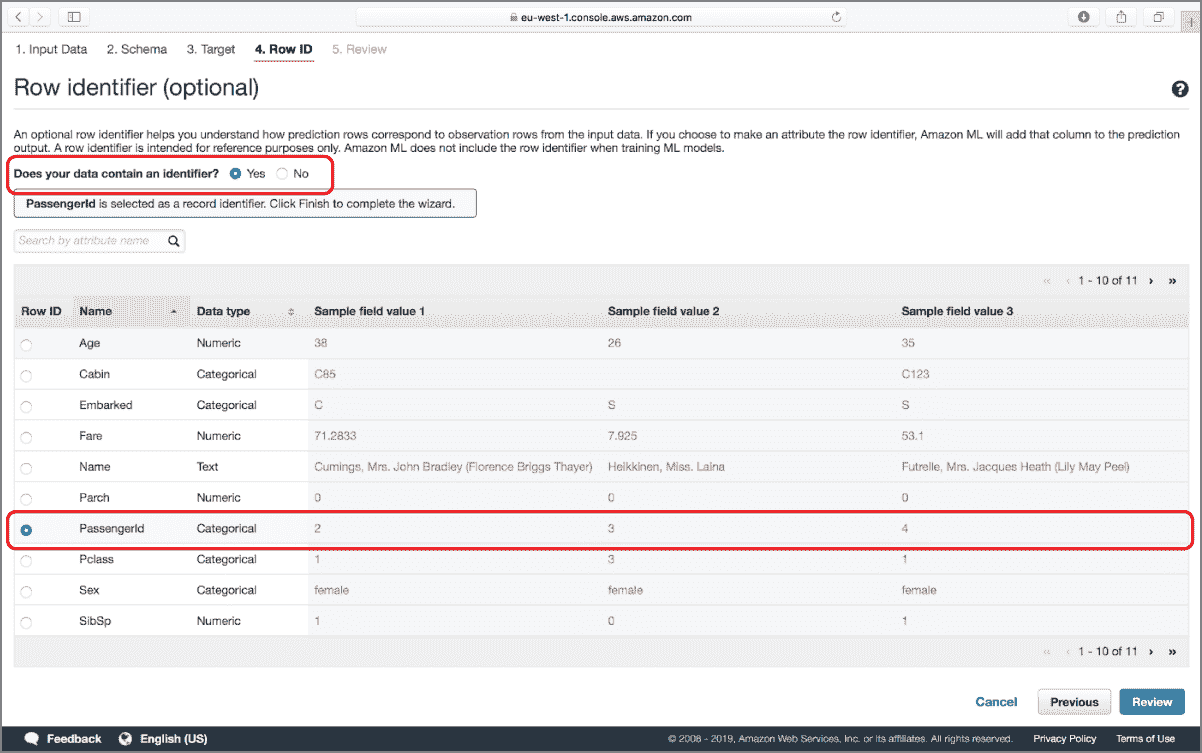 eu-west-1.console.aws.amazon.com
1. Input Data 2. Schema 3. Target 4. Row ID 5. Review
Row identifier (optional)
An optional row identifier helps you understand how prediction rows correspond to observation rows from the input data. If you choose to make an attribute the row identifier, Amazon ML will add that column to the prediction
output. A row identifier is intended for reference purposes only. Amazon ML does not include the row identifier when training ML models.
Does your data contain an identifier? Yes No
PassengerId is selected as a record identifier. Click Finish to complete the wizard.
Search by attribute name
« ‹ 1 - 10 of 11 › »
Row ID Name Data type Sample field value 1 Sample field value 2 Sample field value 3
Age Numeric 38 26 35
Cabin Categorical C85 C123
Embarked Categorical C S S
Fare Numeric 71.2833 7.925 53.1
Name Text Cumings, Mrs. John Bradley (Florence Briggs Thayer) Heikkinen, Miss. Laina Futrelle, Mrs. Jacques Heath (Lily May Peel)
Parch Numeric 0 0 0
PassengerId Categorical 2 3 4
Pclass Categorical 1 3 1
Sex Categorical female female female
SibSp Numeric 1 0 1
« ‹ 1 - 10 of 11 › »
Cancel Previous Review
Feedback English (US) © 2008 - 2019, Amazon Web Services, Inc. or its affiliates. All rights reserved. Privacy Policy Terms of Use